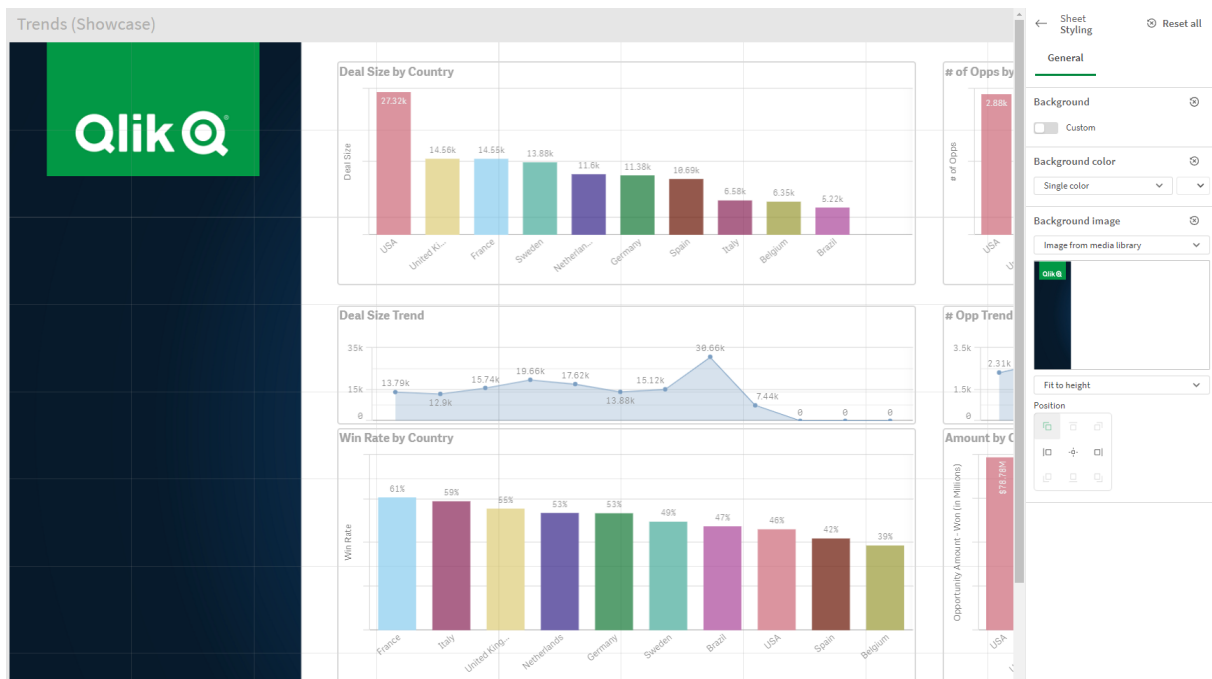 Trends (Showcase)
Qlik
Deal Size by Country
Deal Size
27.32k
14.56k
14.55k
13.88k
11.6k
11.38k
10.69k
6.58k
6.35k
5.22k
USA
United Ki...
France
Sweden
Netherlan...
Germany
Spain
Italy
Belgium
Brazil
# of Opps by
# of Opps
2.88k
USA
Deal Size Trend
35k
15k
0
13.79k
12.9k
15.74k
19.66k
17.62k
13.88k
15.12k
30.66k
7.44k
0
0
0
# Opp Trend
3.5k
1.5k
0
2.31k
Win Rate by Country
Win Rate
61%
59%
55%
53%
53%
49%
47%
46%
42%
39%
France
Italy
United King...
Netherlands
Germany
Sweden
Brazil
USA
Spain
Belgium
Amount by C
Opportunity Amount - Won (in Millions)
$78.78M
USA
Sheet
Styling
Reset all
General
Background
Custom
Background color
Single color
Background image
Image from media library
Qlik
Fit to height
Position